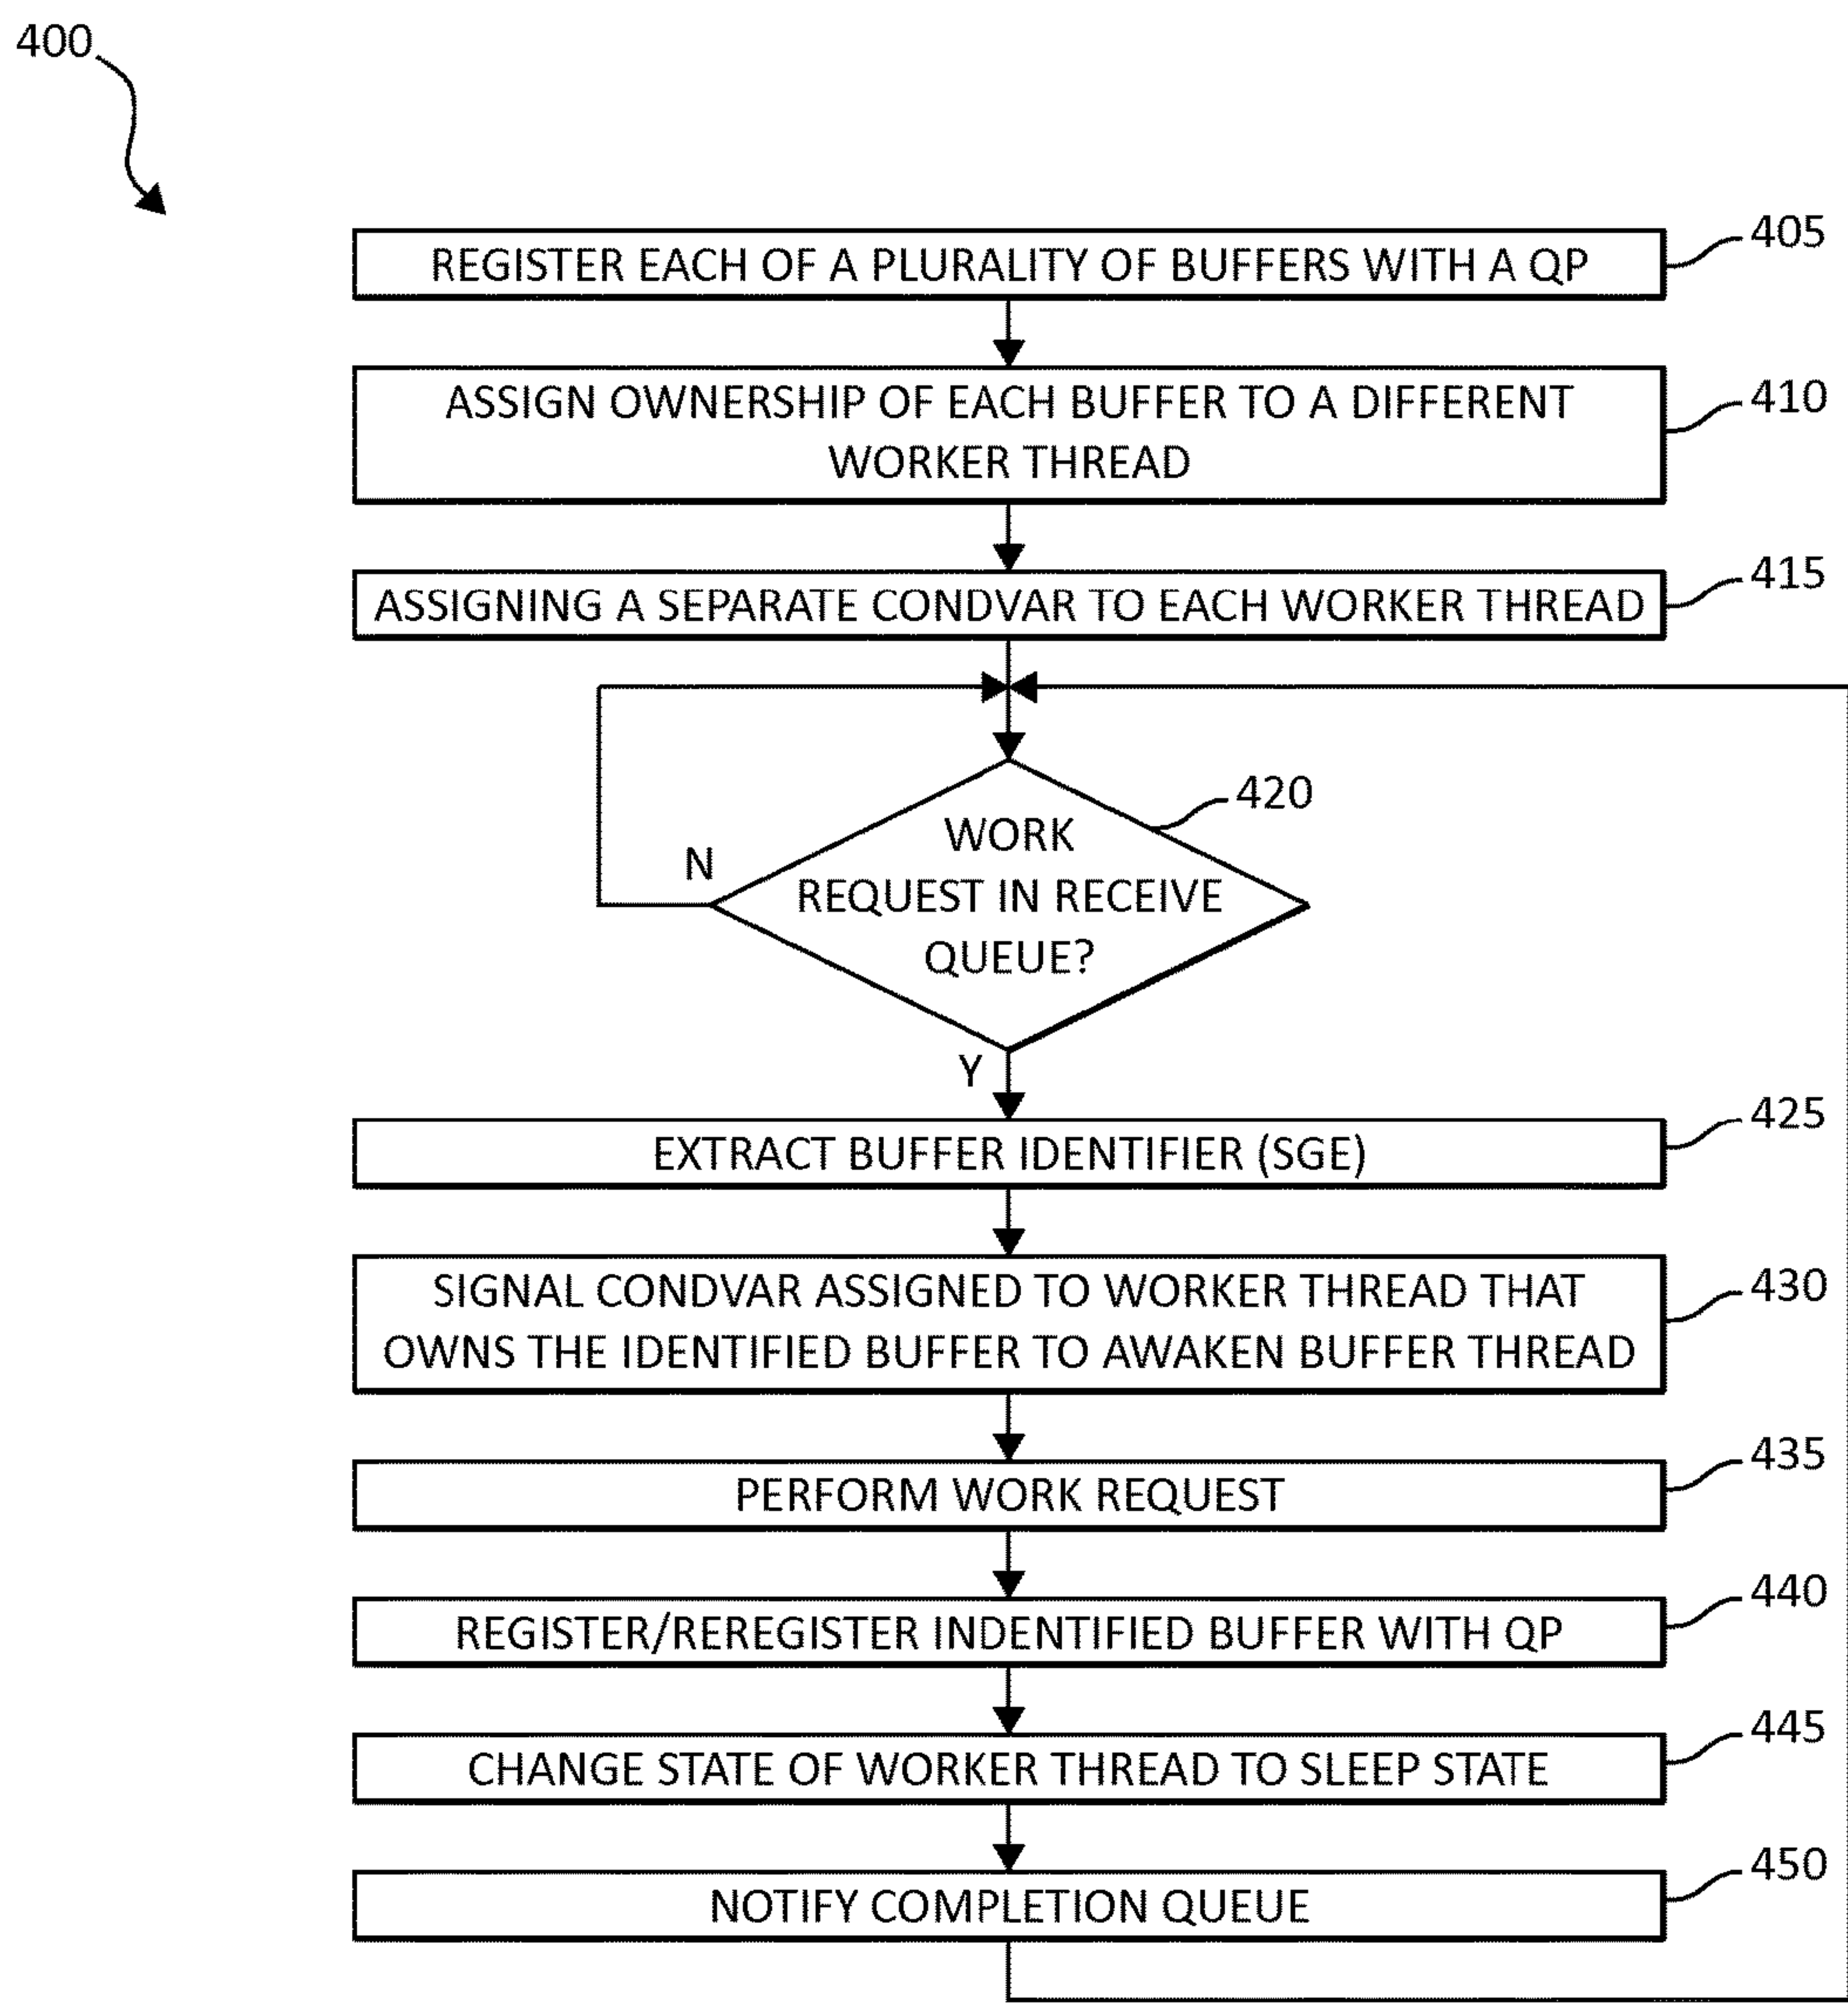 400
REGISTER EACH OF A PLURALITY OF BUFFERS WITH A QP
405
ASSIGN OWNERSHIP OF EACH BUFFER TO A DIFFERENT
WORKER THREAD
410
ASSIGNING A SEPARATE CONDVAR TO EACH WORKER THREAD
415
420
WORK
REQUEST IN RECEIVE
QUEUE?
N
Y
EXTRACT BUFFER IDENTIFIER (SGE)
425
SIGNAL CONDVAR ASSIGNED TO WORKER THREAD THAT
OWNS THE IDENTIFIED BUFFER TO AWAKEN BUFFER THREAD
430
PERFORM WORK REQUEST
435
REGISTER/REREGISTER INDENTIFIED BUFFER WITH QP
440
CHANGE STATE OF WORKER THREAD TO SLEEP STATE
445
NOTIFY COMPLETION QUEUE
450